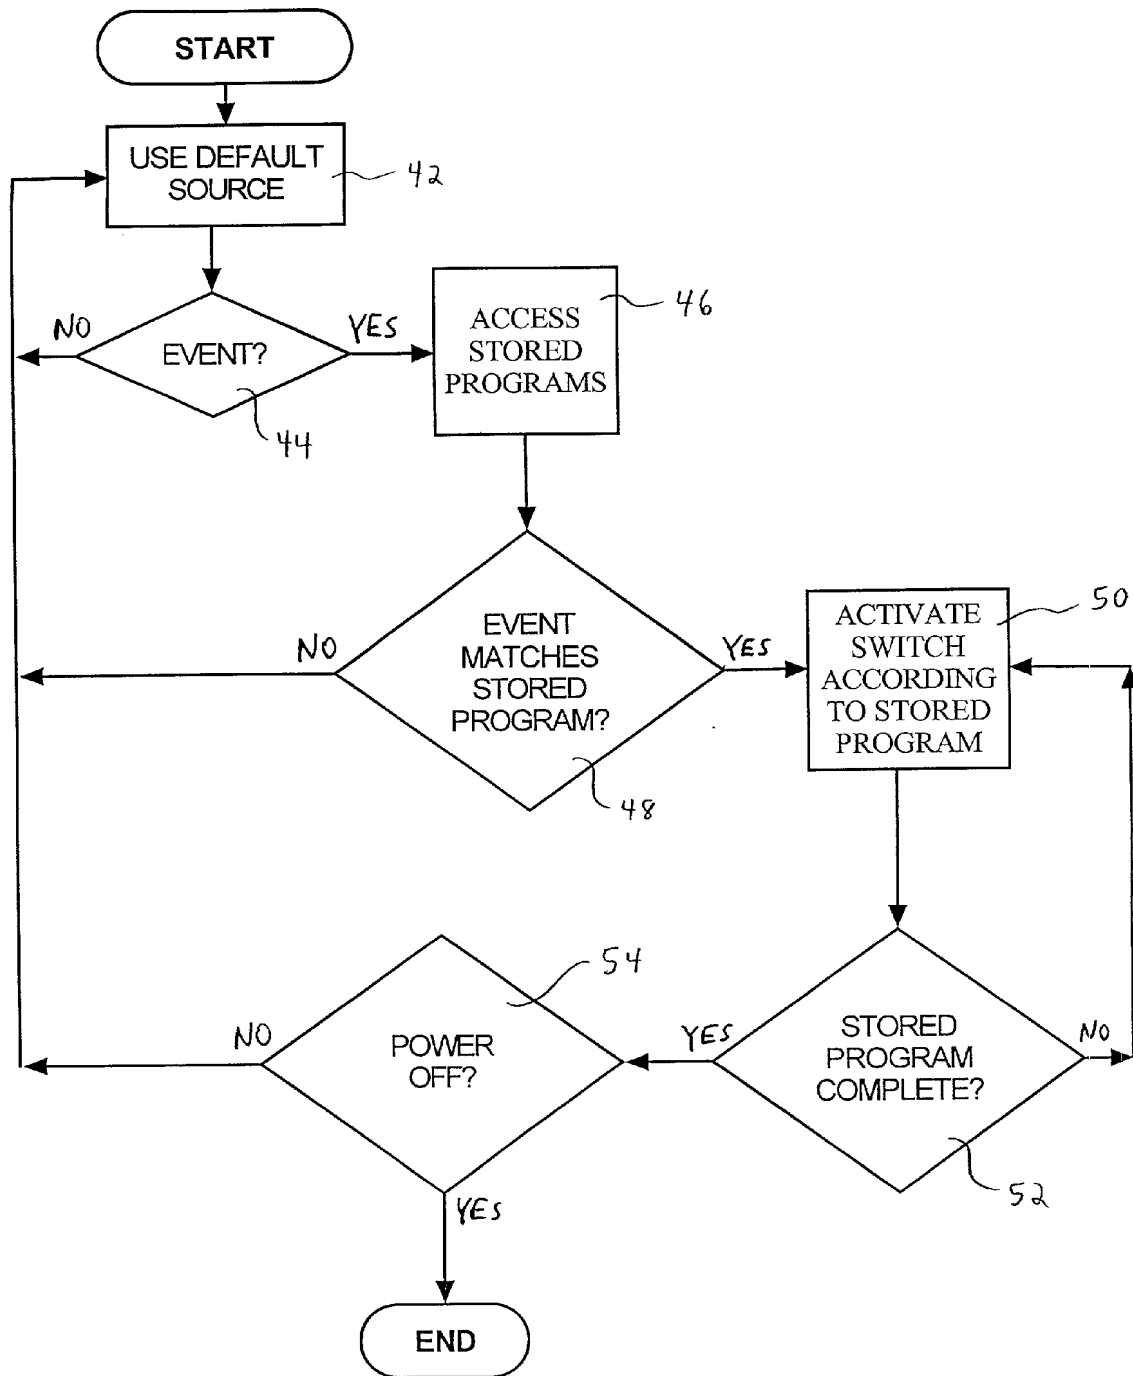 START
USE DEFAULT
SOURCE
42
NO
EVENT?
YES
44
ACCESS
STORED
PROGRAMS
46
NO
EVENT
MATCHES
STORED
PROGRAM?
YES
48
ACTIVATE
SWITCH
ACCORDING
TO STORED
PROGRAM
50
NO
POWER
OFF?
54
YES
STORED
PROGRAM
COMPLETE?
NO
52
YES
END